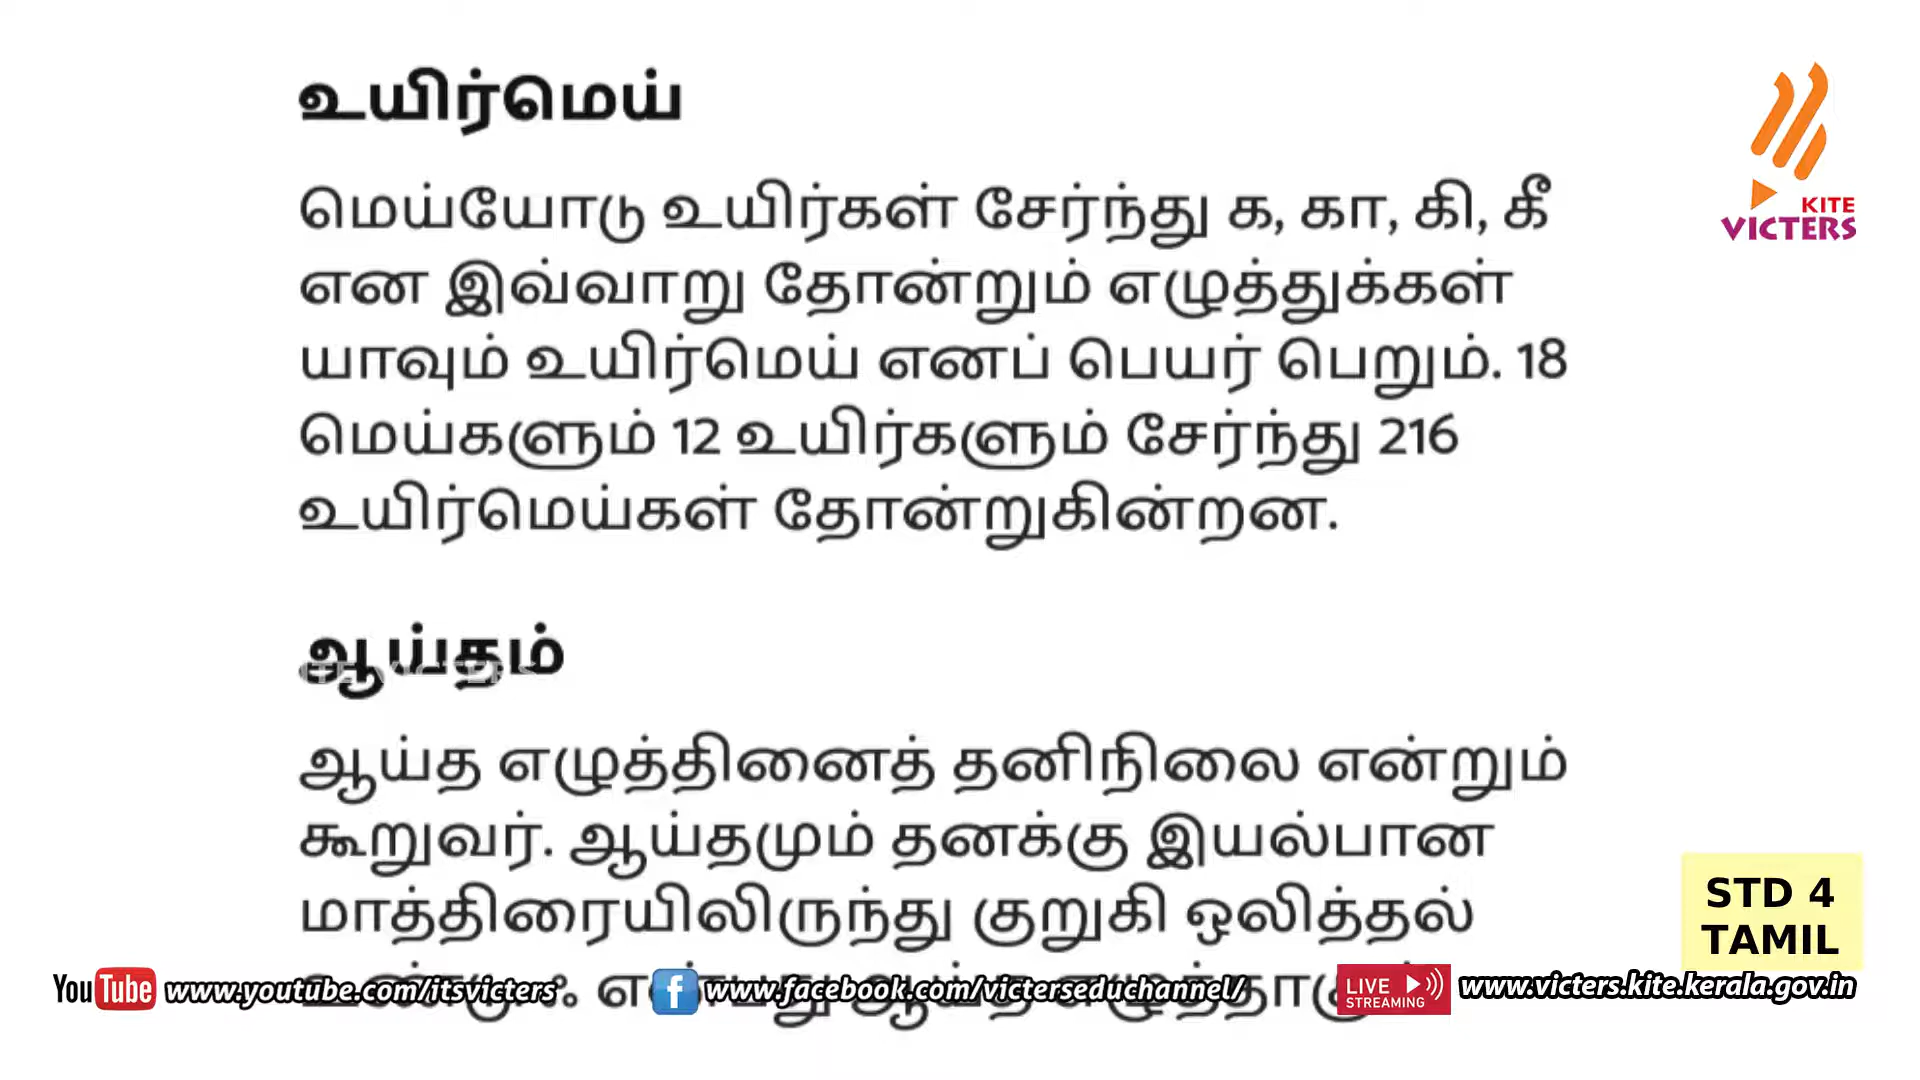 உயிர்மெய்
மெய்யோடு உயிர்கள் சேர்ந்து க, கா, கி, கீ
என இவ்வாறு தோன்றும் எழுத்துக்கள்
யாவும் உயிர்மெய் எனப் பெயர் பெறும். 18
மெய்களும் 12 உயிர்களும் சேர்ந்து 216
உயிர்மெய்கள் தோன்றுகின்றன.
ஆய்தம்
KITE VICTERS
ஆய்த எழுத்தினைத் தனிநிலை என்றும்
கூறுவர். ஆய்தமும் தனக்கு இயல்பான
மாத்திரையிலிருந்து குறுகி ஒலித்தல்
KITE
VICTERS
STD 4
TAMIL
YouTube www.youtube.com/itsvicters f www.facebook.com/victerseduchannel/ LIVE STREAMING www.victers.kite.kerala.gov.in